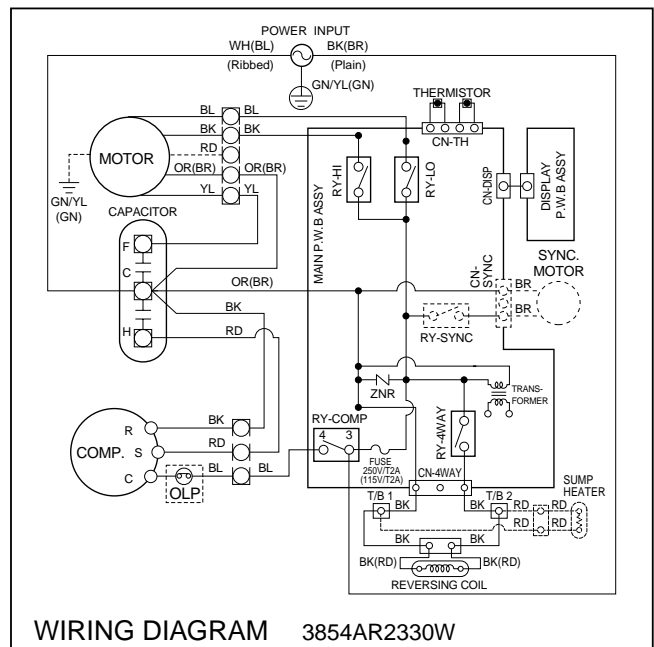 POWER INPUT
WH(BL) BK(BR)
(Ribbed) (Plain)
GN/YL(GN)
THERMISTOR
CN-TH
BL BL
BK BK
RD
OR(BR) OR(BR)
YL YL
MOTOR
GN/YL
(GN)
CAPACITOR
F
C
H
OR(BR)
BK
RD
MAIN P.W.B ASSY
RY-HI
RY-LO
CN-DISP
DISPLAY
P.W.B ASSY
CN-
SYNC
SYNC.
MOTOR
BR
BR
RY-SYNC
ZNR
TRANS-
FORMER
RY-COMP
4 3
RY-4WAY
FUSE
250V/T2A
(115V/T2A)
CN-4WAY
COMP.
R
S
C
BK
RD
BL BL
OLP
T/B 1 BK BK T/B 2
SUMP
HEATER
RD RD
RD RD
BK BK
BK(RD) BK(RD)
REVERSING COIL
WIRING DIAGRAM 3854AR2330W